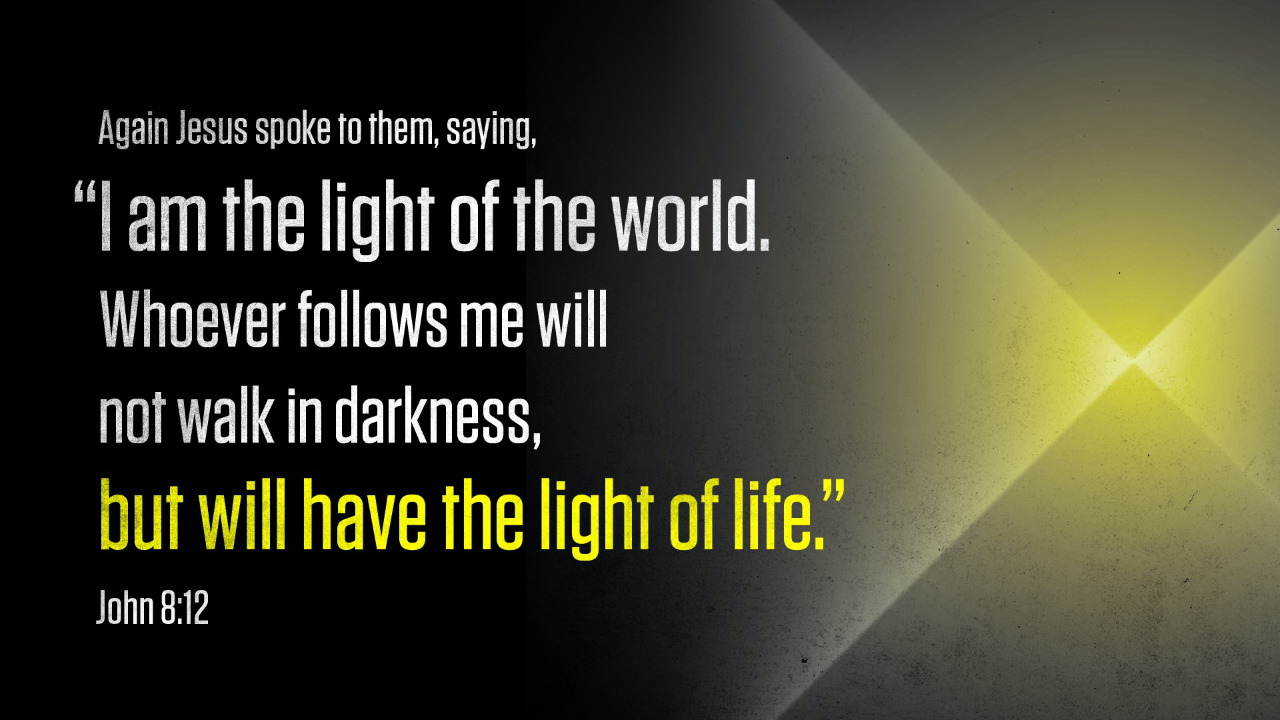 Again Jesus spoke to them, saying,
“I am the light of the world.
Whoever follows me will
not walk in darkness,
but will have the light of life.”
John 8:12